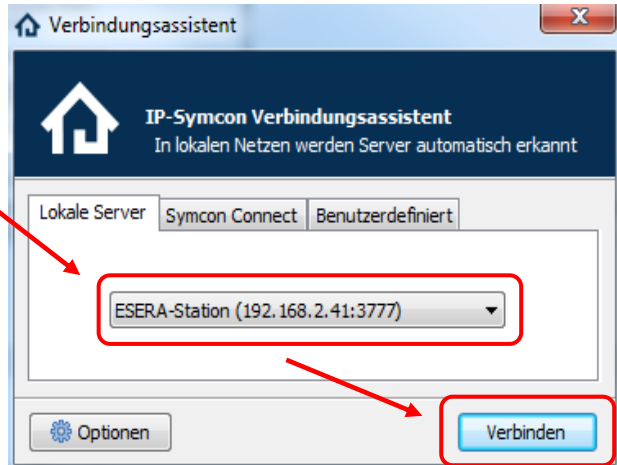 Verbindungsassistent
IP-Symcon Verbindungsassistent
In lokalen Netzen werden Server automatisch erkannt
Lokale Server Symcon Connect Benutzerdefiniert
ESERA-Station (192.168.2.41:3777)
Optionen Verbinden